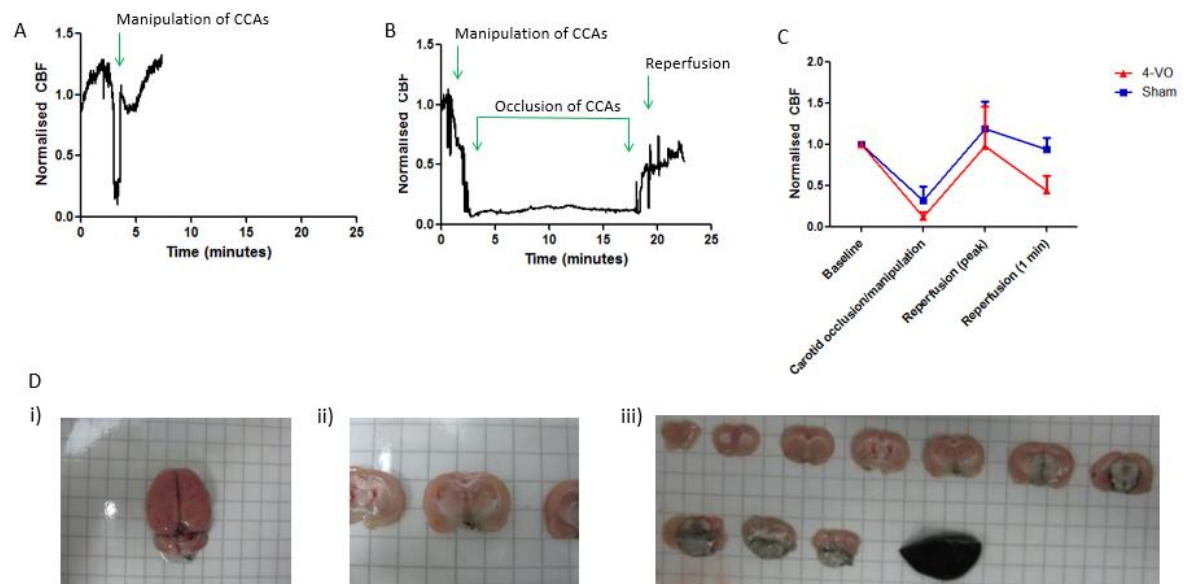 A
Manipulation of CCAs
Normalised CBF
1.5
1.0
0.5
0.0
0 5 10 15 20 25
Time (minutes)
B
Manipulation of CCAs
Reperfusion
Occlusion of CCAs
Normalised CBF
1.5
1.0
0.5
0.0
0 5 10 15 20 25
Time (minutes)
C
4-VO
Sham
Normalised CBF
2.0
1.5
1.0
0.5
0.0
Baseline
Carotid occlusion/manipulation
Reperfusion (peak)
Reperfusion (1 min)
D
i)
ii)
iii)